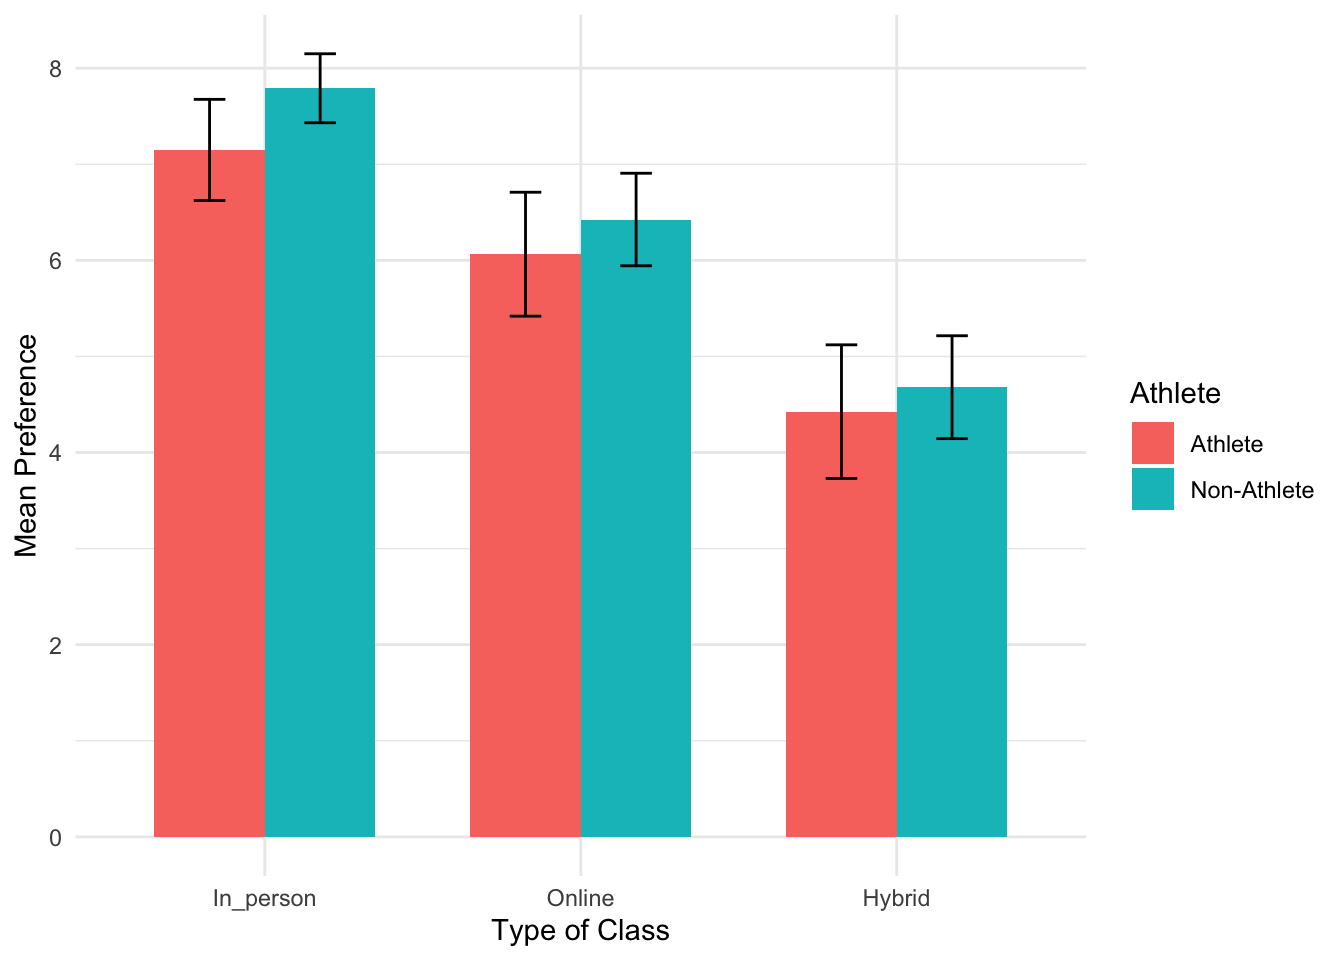 Mean Preference
8
6
4
2
0
In_person
Online
Hybrid
Type of Class
Athlete
Athlete
Non-Athlete